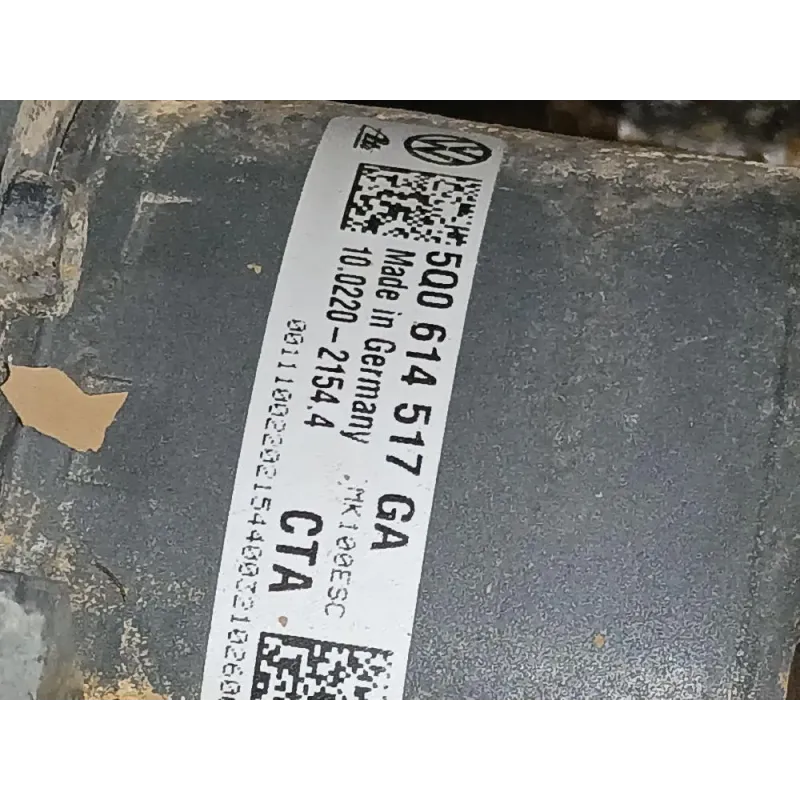 *H*5Q0 614 517 GA
Made in Germany
MK100ESC
10.0220-2154.4
CTA